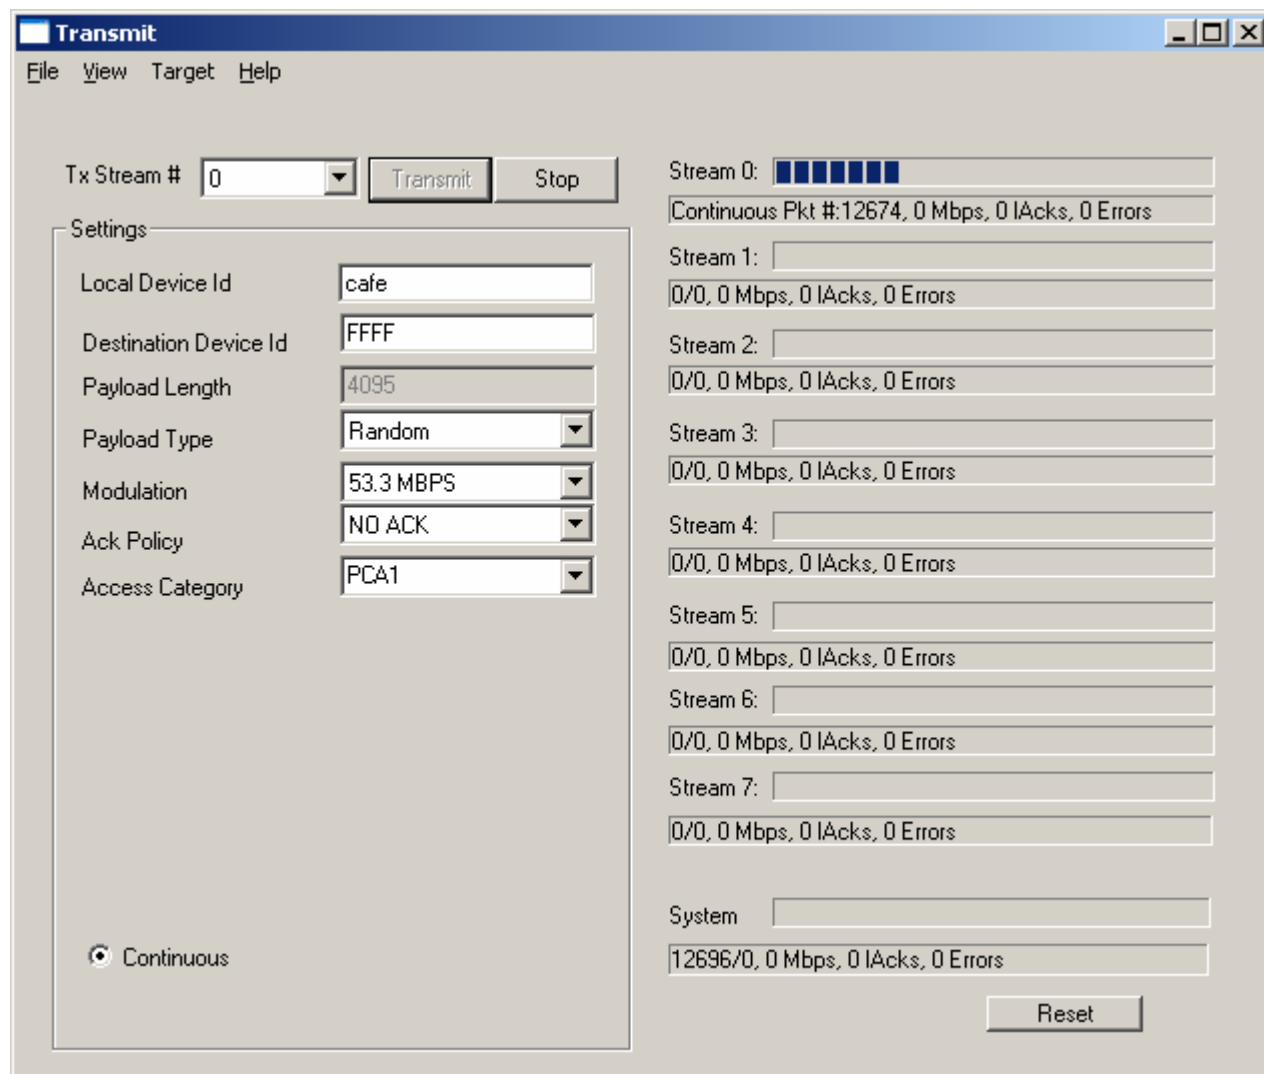 Transmit
File View Target Help
Tx Stream # 0 Transmit Stop
Settings
Local Device Id cafe
Destination Device Id FFFF
Payload Length 4095
Payload Type Random
Modulation 53.3 MBPS
Ack Policy NO ACK
Access Category PCA1
Continuous
Stream 0:
Continuous Pkt #:12674, 0 Mbps, 0 IAcks, 0 Errors
Stream 1:
0/0, 0 Mbps, 0 IAcks, 0 Errors
Stream 2:
0/0, 0 Mbps, 0 IAcks, 0 Errors
Stream 3:
0/0, 0 Mbps, 0 IAcks, 0 Errors
Stream 4:
0/0, 0 Mbps, 0 IAcks, 0 Errors
Stream 5:
0/0, 0 Mbps, 0 IAcks, 0 Errors
Stream 6:
0/0, 0 Mbps, 0 IAcks, 0 Errors
Stream 7:
0/0, 0 Mbps, 0 IAcks, 0 Errors
System
12696/0, 0 Mbps, 0 IAcks, 0 Errors
Reset